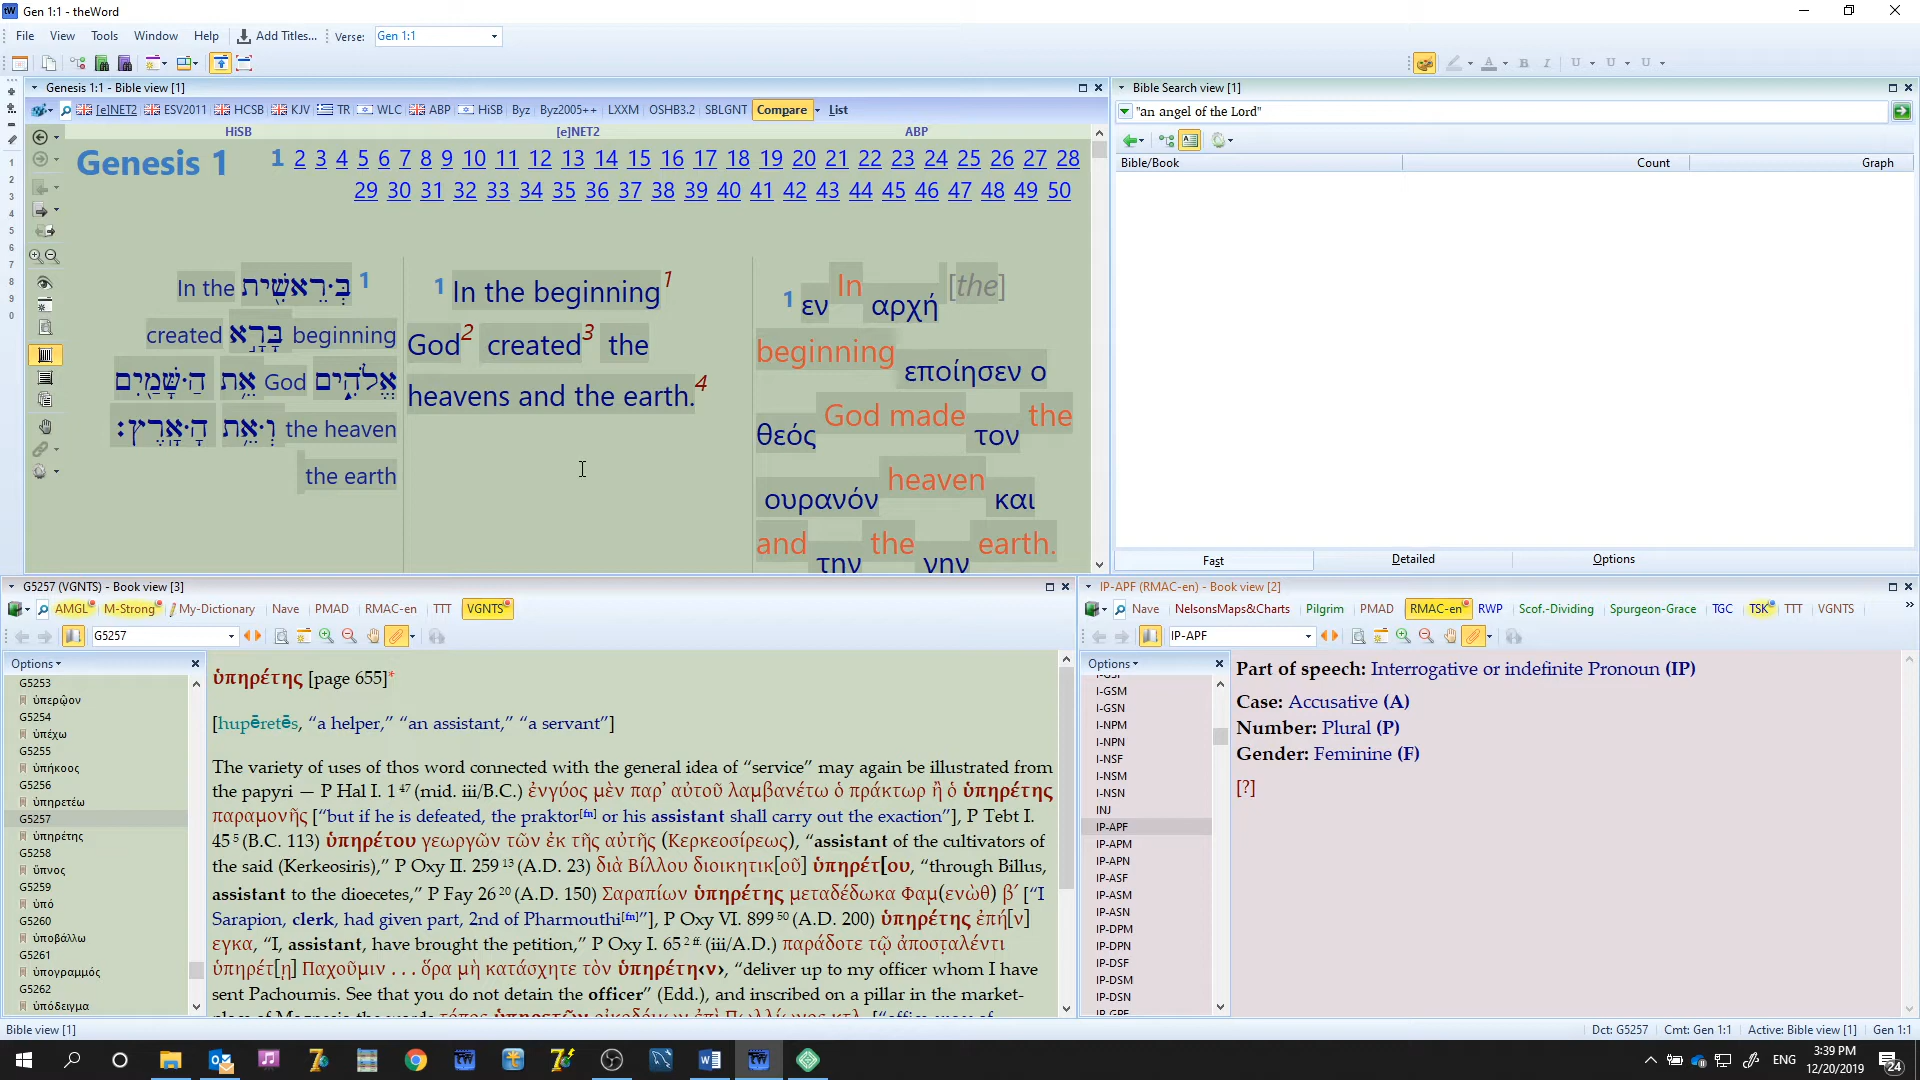 Gen 1:1 - theWord
File View Tools Window Help Add Titles... Verse: Gen 1:1
Genesis 1:1 - Bible view [1]
[e]NET2 ESV2011 HCSB KJV TR WLC ABP HiSB Byz Byz2005++ LXXM OSHB3.2 SBLGNT Compare List
HiSB [e]NET2 ABP
Genesis 1 1 2 3 4 5 6 7 8 9 10 11 12 13 14 15 16 17 18 19 20 21 22 23 24 25 26 27 28
29 30 31 32 33 34 35 36 37 38 39 40 41 42 43 44 45 46 47 48 49 50
1 בְּ·רֵאשִׁ֖ית In the
beginning בָּרָ֣א created
אֱלֹהִ֑ים God אֵ֥ת הַ·שָּׁמַ֖יִם
the heaven וְ·אֵ֥ת הָ·אָֽרֶץ׃
the earth
1 In the beginning1
God2 created3 the
heavens and the earth.4
1 εν In αρχή [the]
beginning εποίησεν ο
θεός God made τον the
ουρανόν heaven και
and την the γην earth.
Bible Search view [1]
"an angel of the Lord"
Bible/Book Count Graph
Fast Detailed Options
G5257 (VGNTS) - Book view [3]
AMGL M-Strong My-Dictionary Nave PMAD RMAC-en TTT VGNTS
G5257
Options
G5253
ὑπερῷον
G5254
ὑπέχω
G5255
ὑπήκοος
G5256
ὑπηρετέω
G5257
ὑπηρέτης
G5258
ὕπνος
G5259
ὑπό
G5260
ὑποβάλλω
G5261
ὑπογραμμός
G5262
ὑπόδειγμα
ὑπηρέτης [page 655]*
[hupēretēs, “a helper,” “an assistant,” “a servant”]
The variety of uses of thos word connected with the general idea of “service” may again be illustrated from
the papyri — P Hal I. 1 47 (mid. iii/B.C.) ἐνγύος μὲν παρ’ αὐτοῦ λαμβανέτω ὁ πράκτωρ ἢ ὁ ὑπηρέτης
παραμονῆς [“but if he is defeated, the praktor[fn] or his assistant shall carry out the exaction”], P Tebt I.
45 5 (B.C. 113) ὑπηρέτου γεωργῶν τῶν ἐκ τῆς αὐτῆς (Κερκεοσίρεως), “assistant of the cultivators of
the said (Kerkeosiris),” P Oxy II. 259 13 (A.D. 23) διὰ Βίλλου διοικητικ[οῦ] ὑπηρέτ[ου, “through Billus,
assistant to the dioecetes,” P Fay 26 20 (A.D. 150) Σαραπίων ὑπηρέτης μεταδέδωκα Φαμ(ενὼθ) β´ [“I
Sarapion, clerk, had given part, 2nd of Pharmouthi[fn]”], P Oxy VI. 899 50 (A.D. 200) ὑπηρέτης ἐπή[ν]
εγκα, “I, assistant, have brought the petition,” P Oxy I. 65 2 ff. (iii/A.D.) παράδοτε τῷ ἀποσταλέντι
ὑπηρέτ[ῃ] Παχοῦμιν . . . ὅρα μὴ κατάσχητε τὸν ὑπηρέτη‹ν›, “deliver up to my officer whom I have
sent Pachoumis. See that you do not detain the officer” (Edd.), and inscribed on a pillar in the market-
IP-APF (RMAC-en) - Book view [2]
Nave NelsonsMaps&Charts Pilgrim PMAD RMAC-en RWP Scof.-Dividing Spurgeon-Grace TGC TSK TTT VGNTS
IP-APF
Options
I-GSM
I-GSN
I-NPM
I-NPN
I-NSF
I-NSM
I-NSN
INJ
IP-APF
IP-APM
IP-APN
IP-ASF
IP-ASM
IP-ASN
IP-DPM
IP-DPN
IP-DSF
IP-DSM
IP-DSN
Part of speech: Interrogative or indefinite Pronoun (IP)
Case: Accusative (A)
Number: Plural (P)
Gender: Feminine (F)
[?]
Bible view [1] Dct: G5257 Cmt: Gen 1:1 Active: Bible view [1] Gen 1:1
ENG 3:39 PM
12/20/2019 24